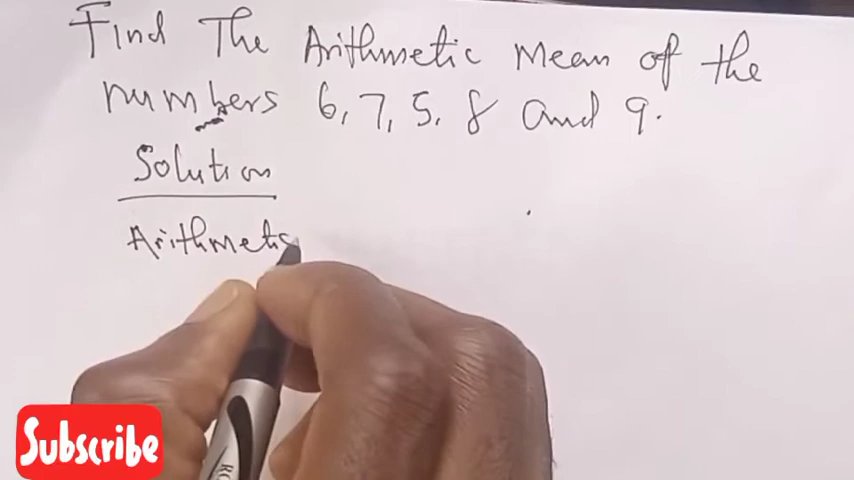 Find The Arithmetic Mean of the
numbers 6, 7, 5, 8 and 9.
Solution
Arithmetic
Subscribe